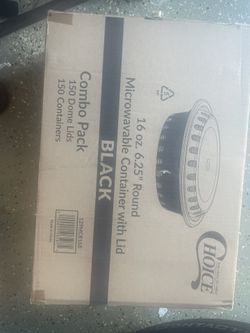 CHOICE
16 oz. 6.25" Round
Microwavable Container with Lid
BLACK
Combo Pack
150 Dome Lids
150 Containers